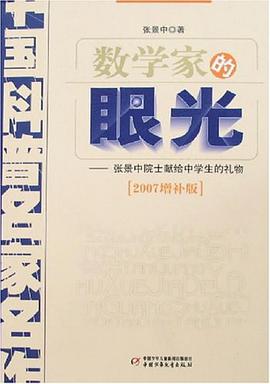 中国科普名家名作
张景中◎著
数学家的
眼光
——张景中院士献给中学生的礼物
[2007增补版]
中国少年儿童新闻出版总社
中国少年儿童出版社